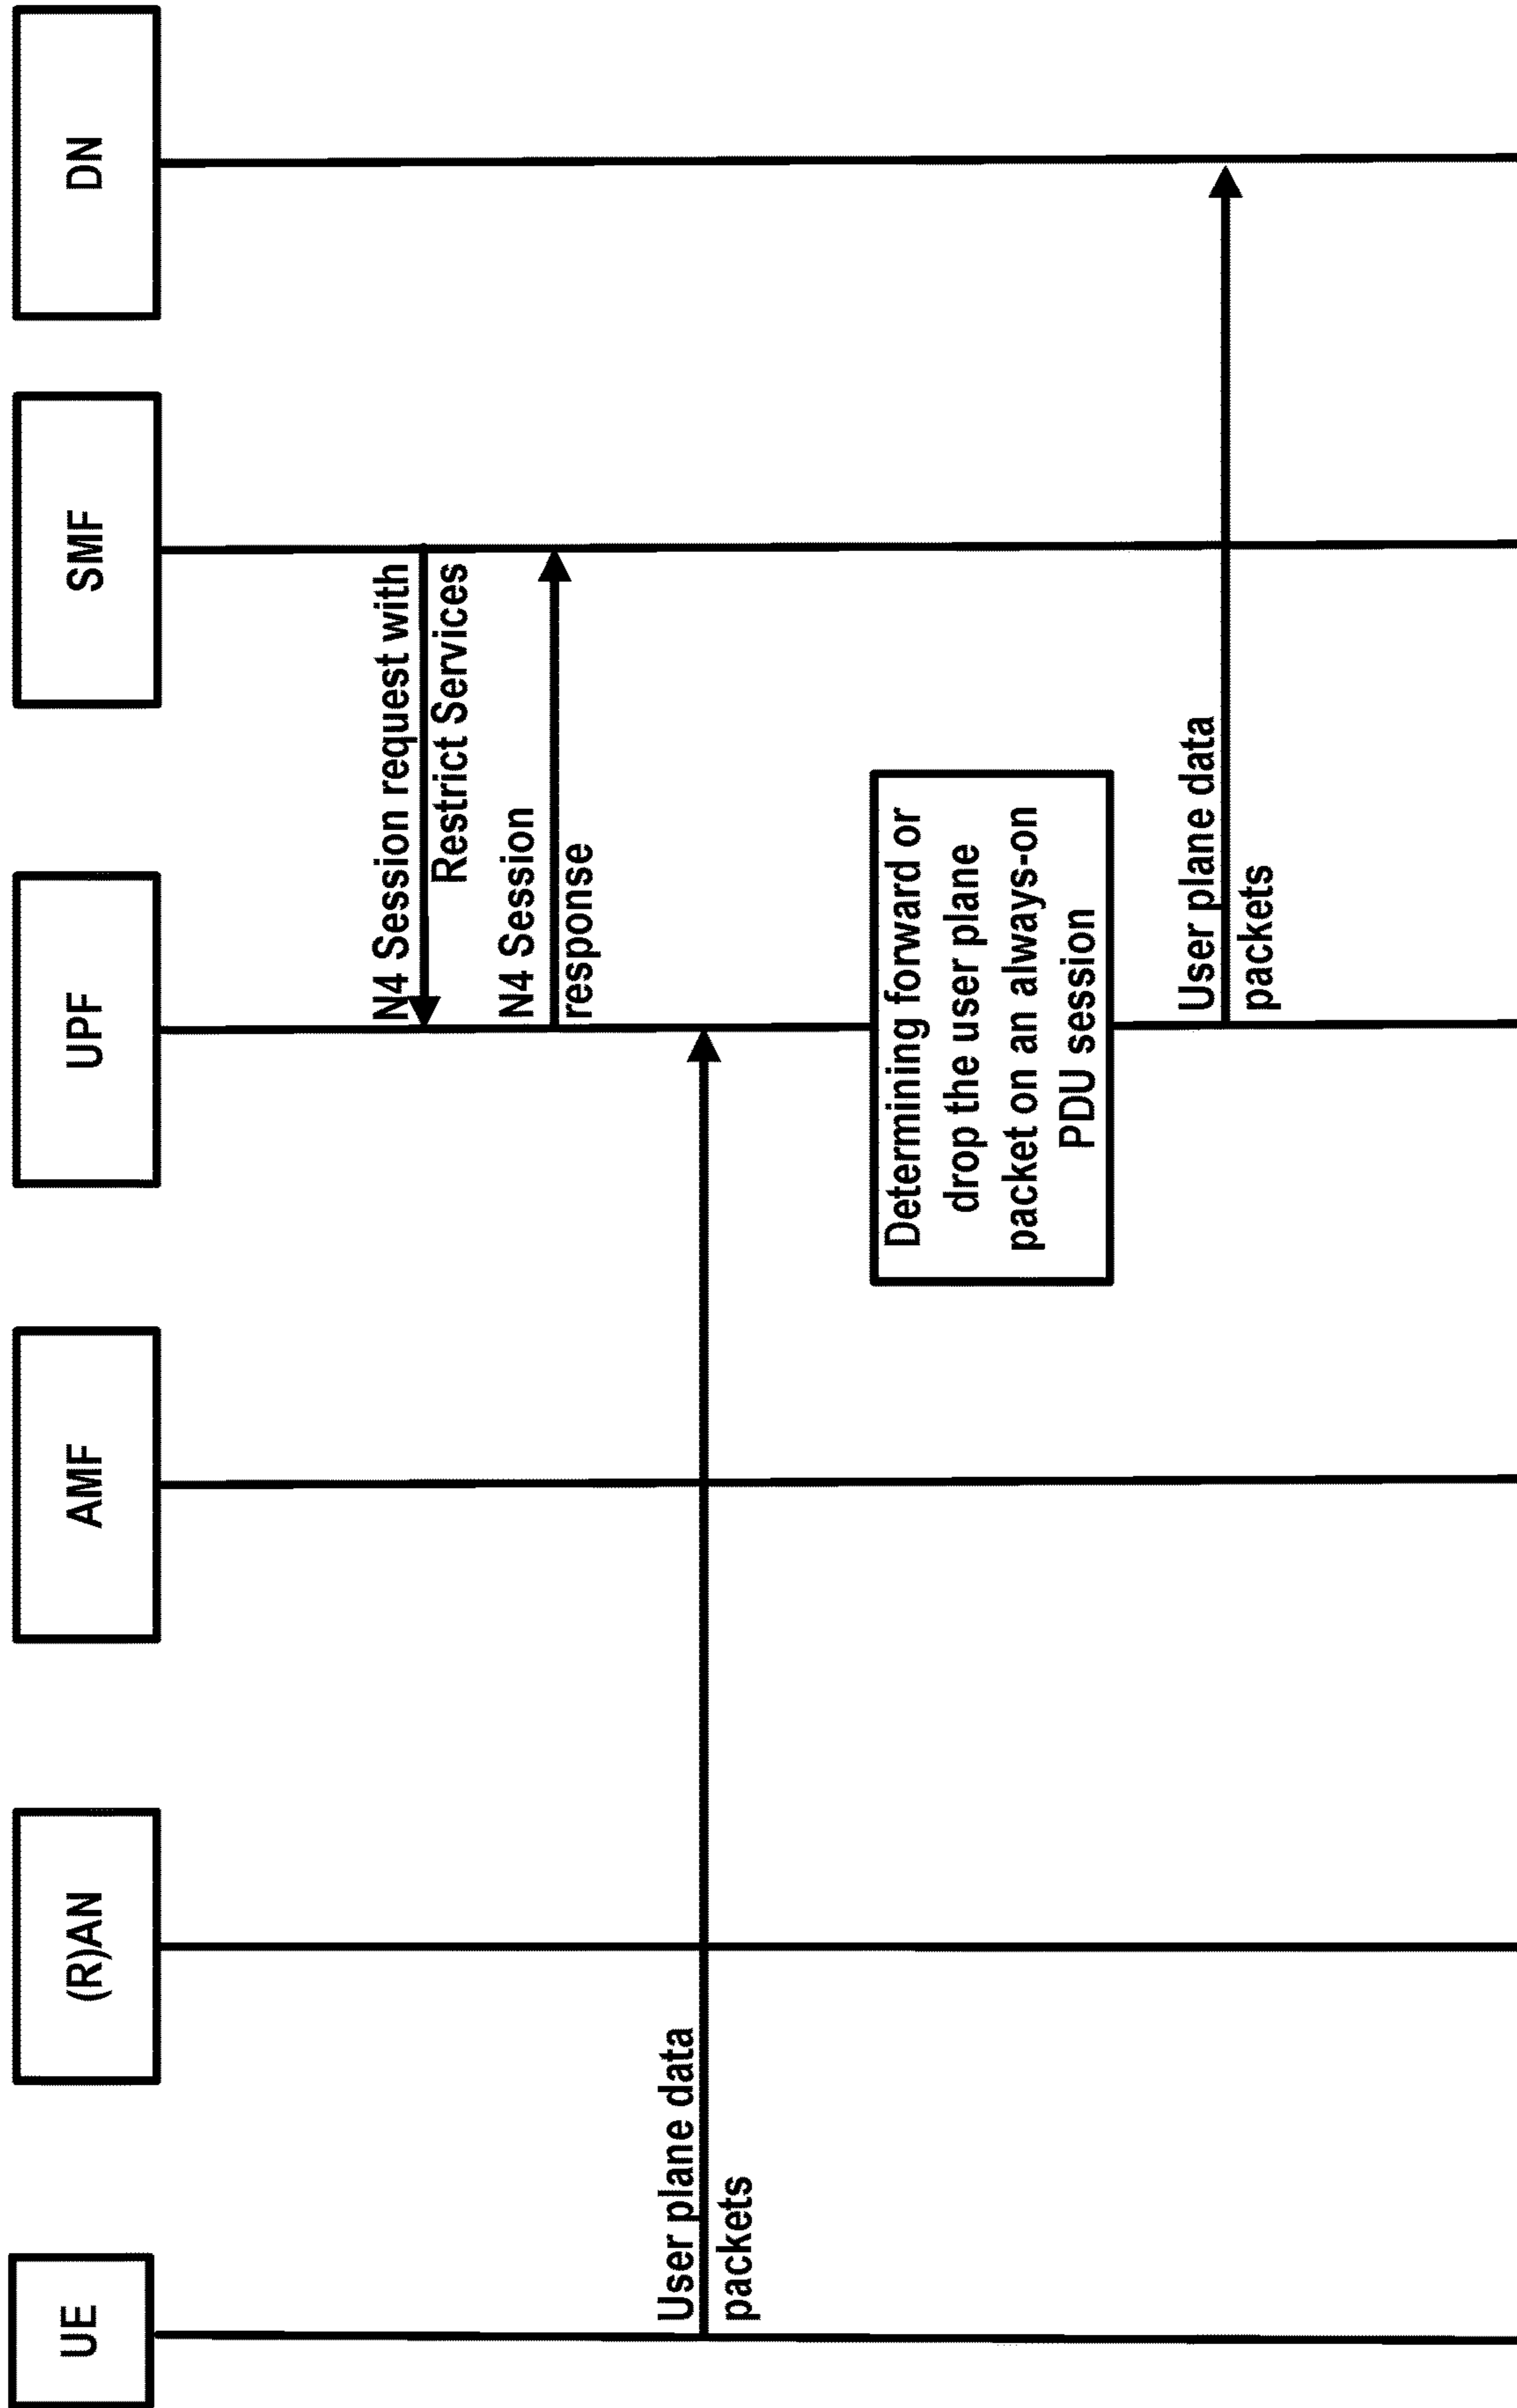 UE
(R)AN
AMF
UPF
SMF
DN
N4 Session request with
Restrict Services
N4 Session
response
User plane data
packets
Determining forward or
drop the user plane
packet on an always-on
PDU session
User plane data
packets